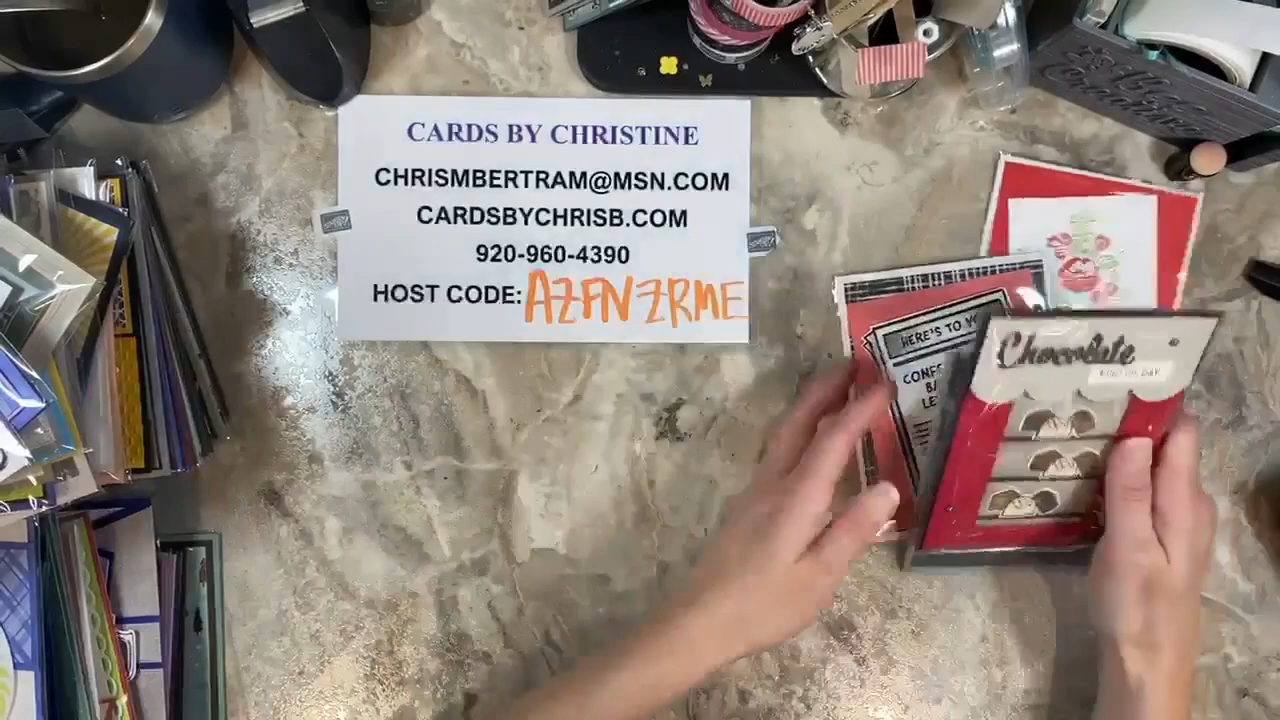 CARDS BY CHRISTINE
CHRISMBERTRAM@MSN.COM
CARDSBYCHRISB.COM
920-960-4390
HOST CODE: AZFNZRME
HERE'S TO
Chocolate